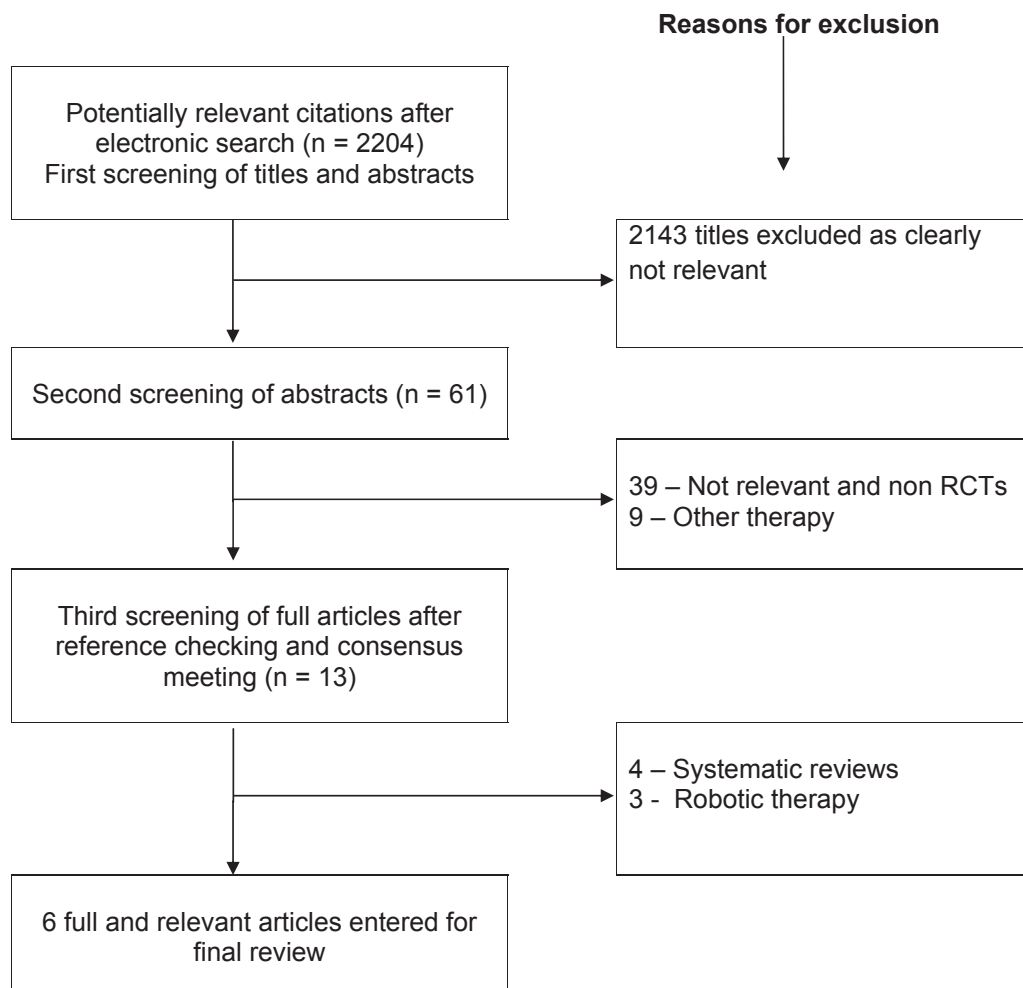 Reasons for exclusion
Potentially relevant citations after
electronic search (n = 2204)
First screening of titles and abstracts
2143 titles excluded as clearly
not relevant
Second screening of abstracts (n = 61)
39 – Not relevant and non RCTs
9 – Other therapy
Third screening of full articles after
reference checking and consensus
meeting (n = 13)
4 – Systematic reviews
3 - Robotic therapy
6 full and relevant articles entered for
final review